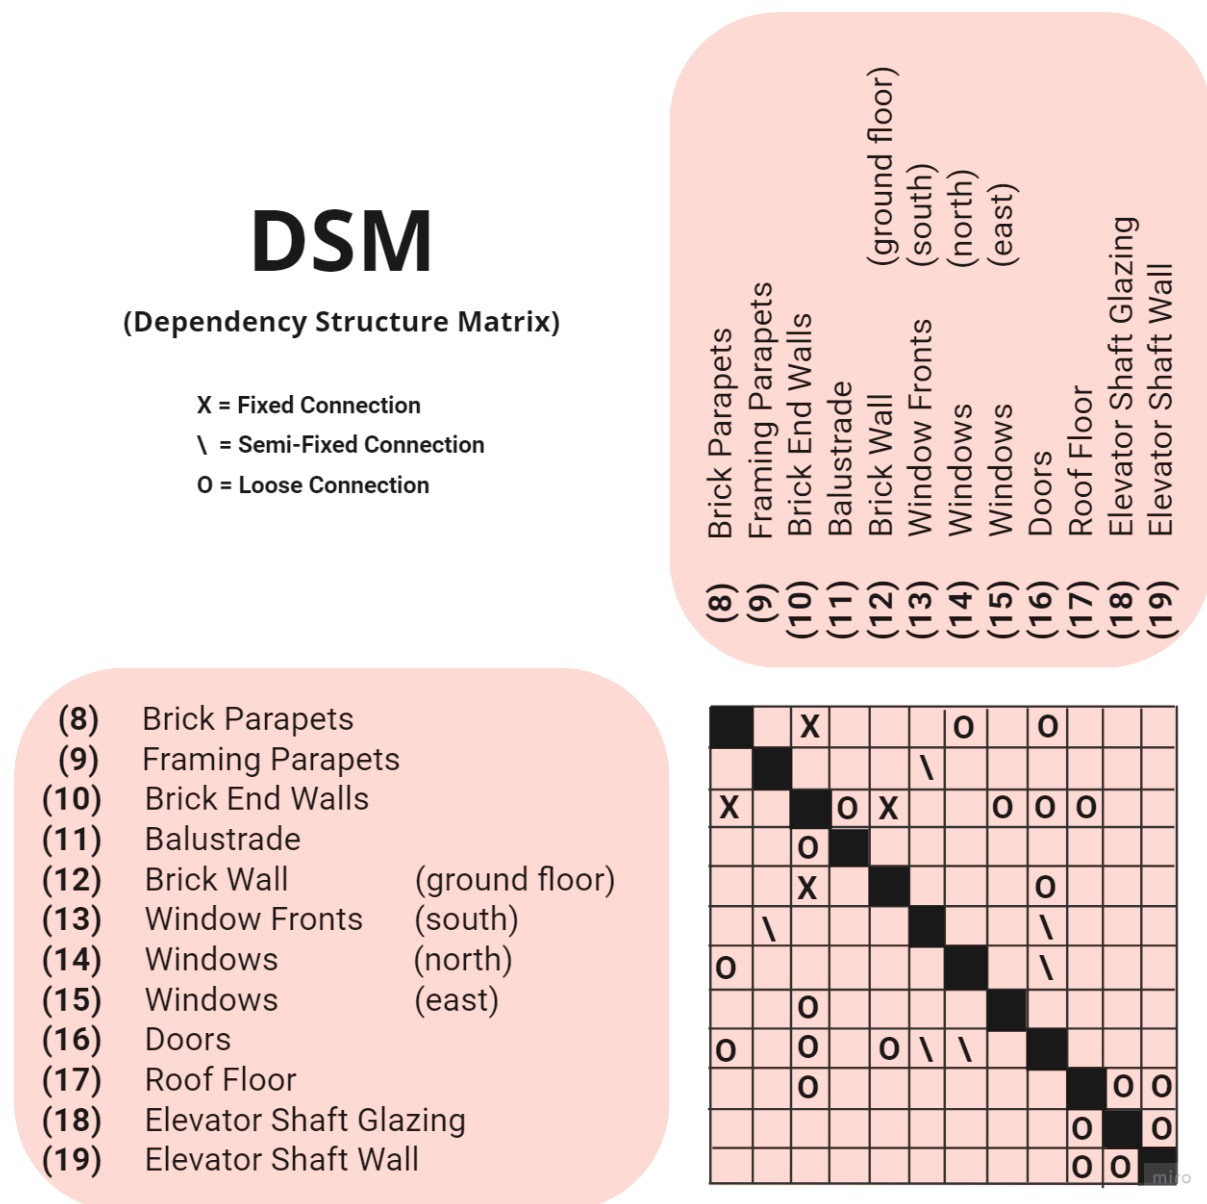 DSM
(Dependency Structure Matrix)
X = Fixed Connection
\ = Semi-Fixed Connection
O = Loose Connection
(8) Brick Parapets
(9) Framing Parapets
(10) Brick End Walls
(11) Balustrade
(12) Brick Wall (ground floor)
(13) Window Fronts (south)
(14) Windows (north)
(15) Windows (east)
(16) Doors
(17) Roof Floor
(18) Elevator Shaft Glazing
(19) Elevator Shaft Wall
(8) Brick Parapets
(9) Framing Parapets
(10) Brick End Walls
(11) Balustrade
(12) Brick Wall (ground floor)
(13) Window Fronts (south)
(14) Windows (north)
(15) Windows (east)
(16) Doors
(17) Roof Floor
(18) Elevator Shaft Glazing
(19) Elevator Shaft Wall
X O O
\
X O X O O O
O
X O
\ \
O \
O
O O O \ \
O O O
O O
O O
miro